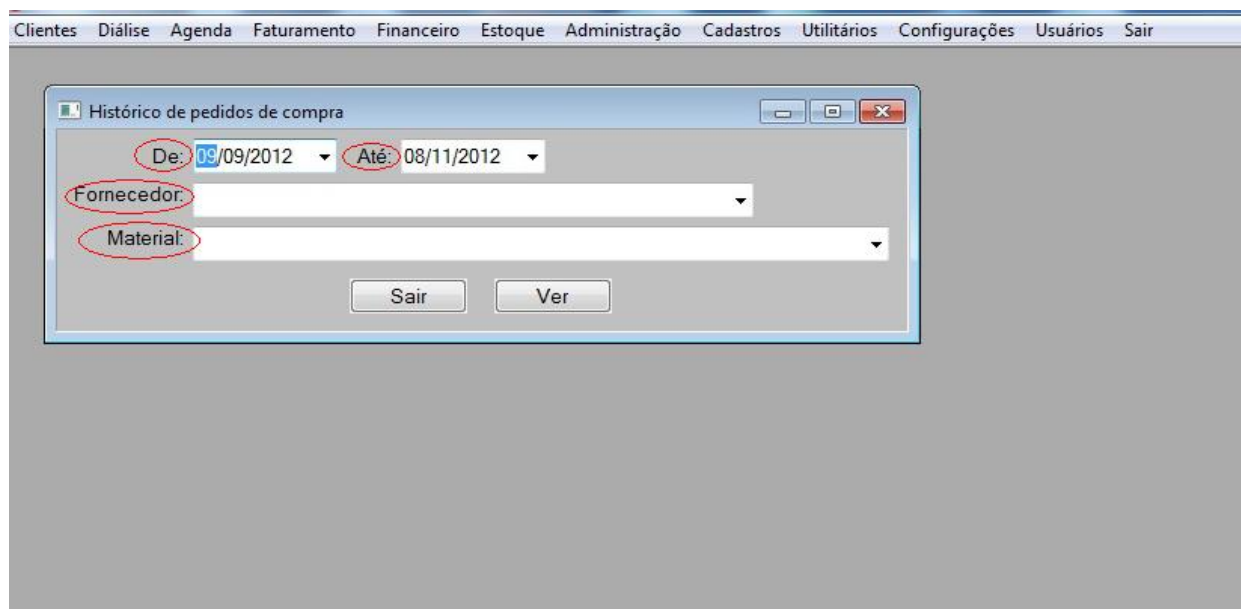 Clientes Diálise Agenda Faturamento Financeiro Estoque Administração Cadastros Utilitários Configurações Usuários Sair
Histórico de pedidos de compra
De: 09/09/2012 Até: 08/11/2012
Fornecedor:
Material:
Sair Ver